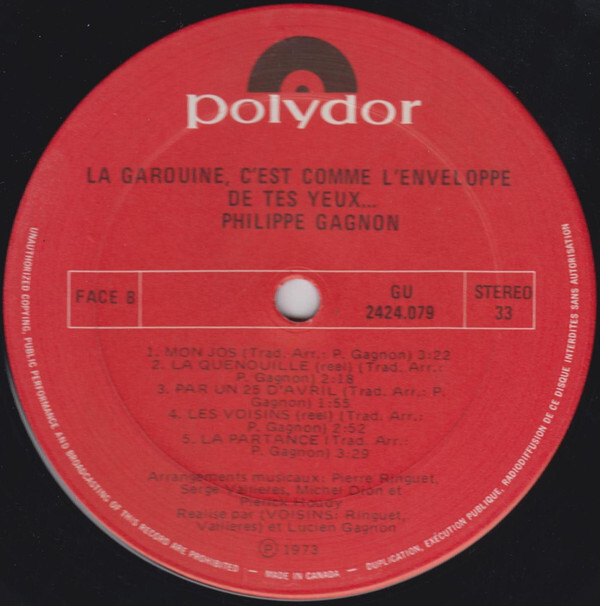 polydor
LA GAROUINE, C'EST COMME L'ENVELOPPE
DE TES YEUX...
PHILIPPE GAGNON
FACE B
GU
2424.079
STEREO
33
1. MON JOS (Trad. Arr.: P. Gagnon) 3:22
2. LA QUENOUILLE (reel) (Trad. Arr.:
P. Gagnon) 2:18
3. PAR UN 25 D'AVRIL (Trad. Arr.: P.
Gagnon) 1:55
4. LES VOISINS (reel) (Trad. Arr.:
P. Gagnon) 2:52
5. LA PARTANCE (Trad. Arr.:
P. Gagnon) 3:29
Arrangements musicaux: Pierre Ringuet,
Serge Vallieres, Michel Dion et
Pierick Houdy
Réalisé par (VOISINS: Ringuet,
Vallieres) et Lucien Gagnon
℗ 1973
UNAUTHORIZED COPYING, PUBLIC PERFORMANCE AND BROADCASTING OF THIS RECORD ARE PROHIBITED – MADE IN CANADA – DUPLICATION, EXÉCUTION PUBLIQUE, RADIODIFFUSION DE CE DISQUE INTERDITES SANS AUTORISATION